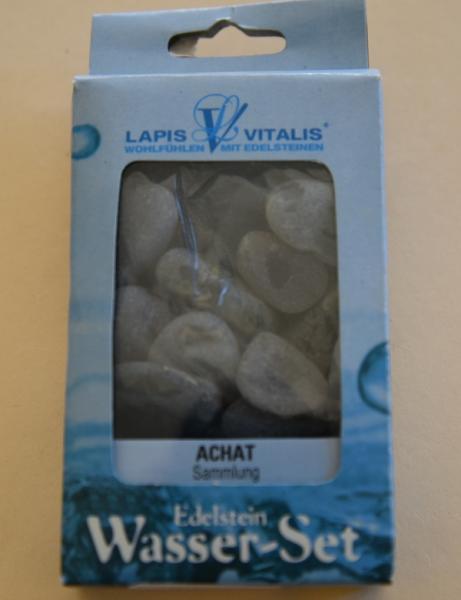 LAPIS VITALIS®
WOHLFÜHLEN MIT EDELSTEINEN
ACHAT
Sammlung
Edelstein
Wasser-Set